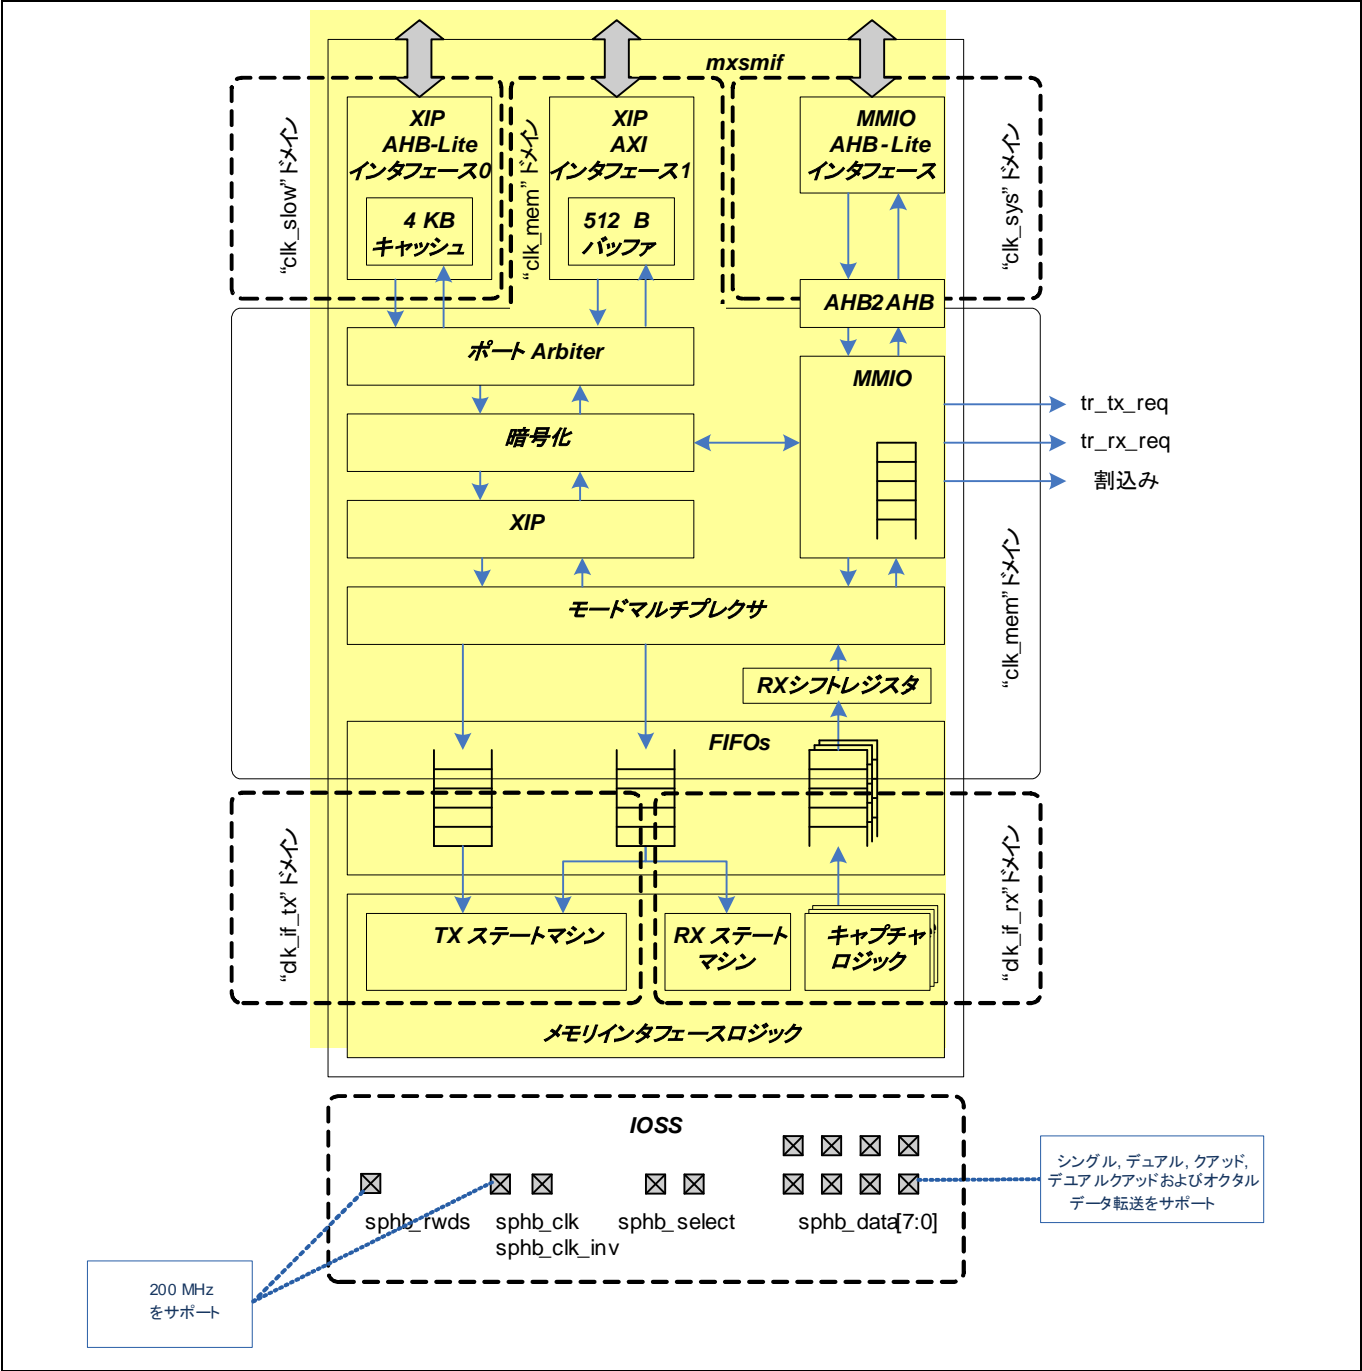 mxsmif
XIP
AHB-Lite
インタフェース0
4 KB
キャッシュ
"clk_slow"ドメイン
XIP
AXI
インタフェース1
512 B
バッファ
"clk_mem"ドメイン
MMIO
AHB-Lite
インタフェース
"clk_sys"ドメイン
AHB2AHB
ポート Arbiter
MMIO
tr_tx_req
tr_rx_req
割込み
暗号化
XIP
モードマルチプレクサ
"clk_mem"ドメイン
RXシフトレジスタ
FIFOs
"clk_if_tx"ドメイン
"clk_if_rx"ドメイン
TX ステートマシン
RX ステート
マシン
キャプチャ
ロジック
メモリインタフェースロジック
IOSS
sphb_rwds
sphb_clk
sphb_clk_inv
sphb_select
sphb_data[7:0]
シングル, デュアル, クアッド,
デュアルクアッドおよびオクタル
データ転送をサポート
200 MHz
をサポート